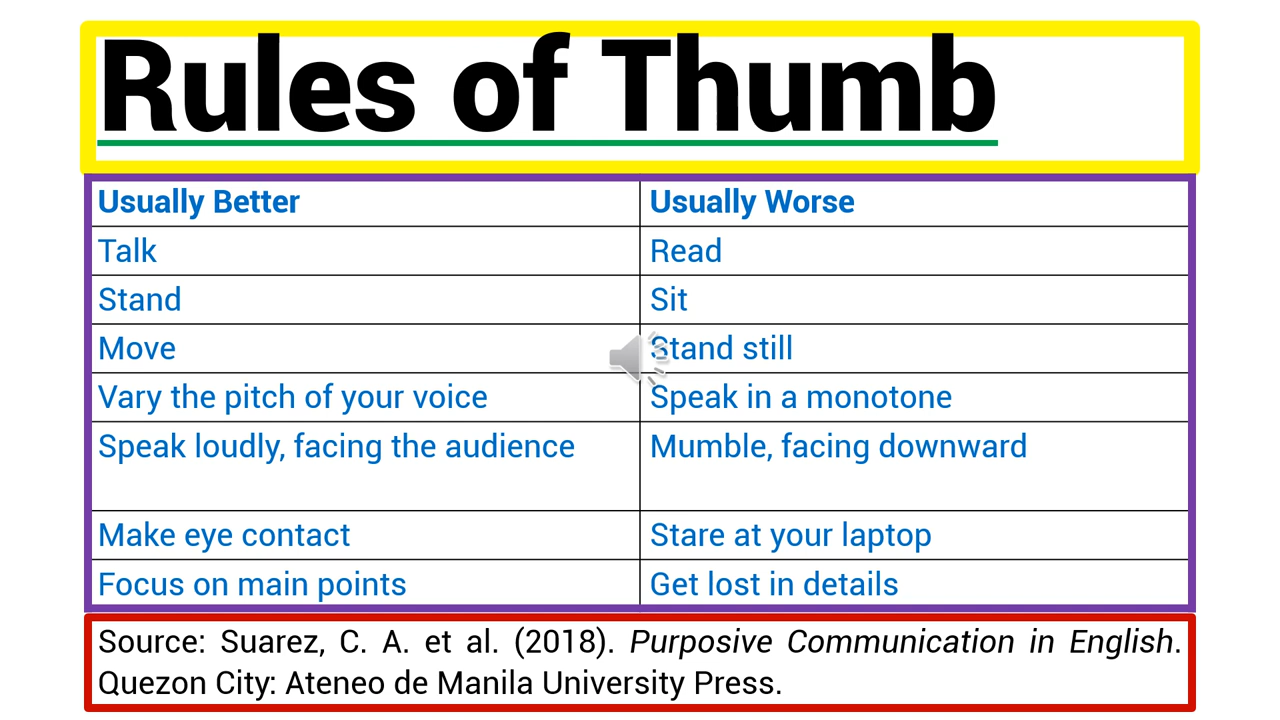 Rules of Thumb
Usually Better Usually Worse
Talk Read
Stand Sit
Move Stand still
Vary the pitch of your voice Speak in a monotone
Speak loudly, facing the audience Mumble, facing downward
Make eye contact Stare at your laptop
Focus on main points Get lost in details
Source: Suarez, C. A. et al. (2018). Purposive Communication in English.
Quezon City: Ateneo de Manila University Press.